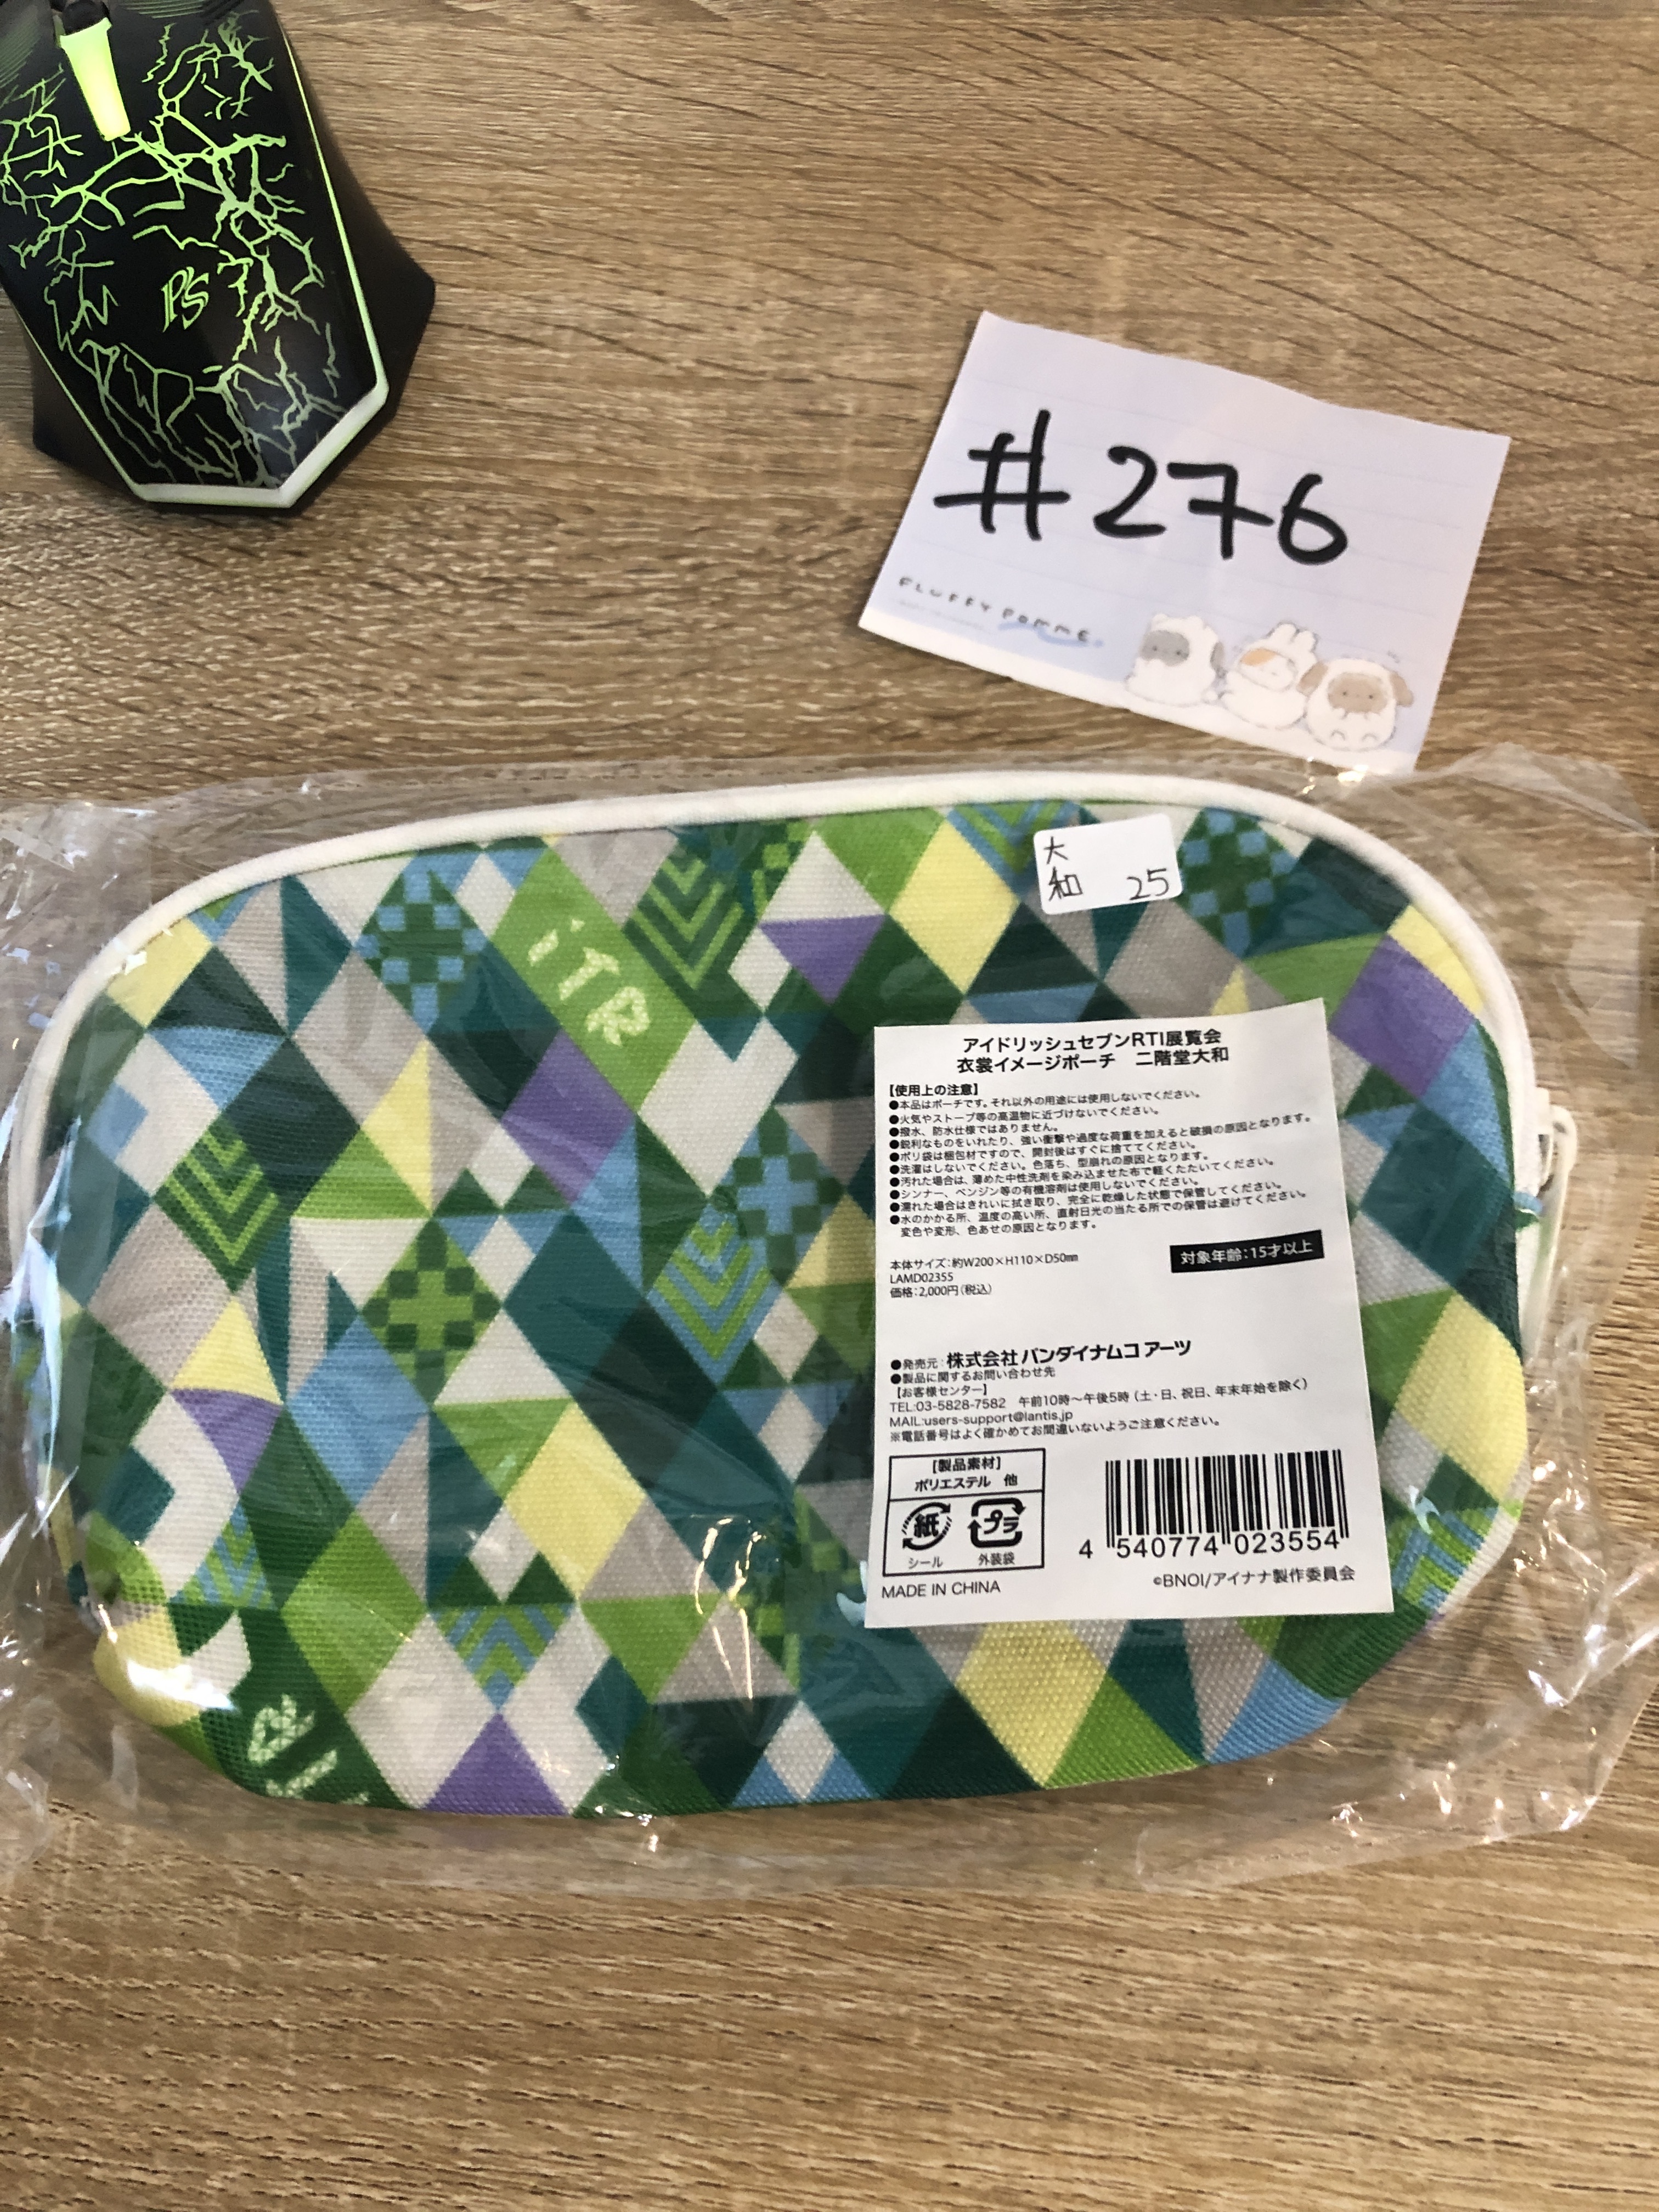 #276
FLUFFY POMME
大和 25
iTR
アイドリッシュセブンRTI展覧会
衣裳イメージポーチ 二階堂大和
【使用上の注意】
●本品はポーチです。それ以外の用途には使用しないでください。
●火気やストーブ等の高温物に近づけないでください。
●撥水、防水仕様ではありません。
●鋭利なものをいれたり、強い衝撃や過度な荷重を加えると破損の原因となります。
●ポリ袋は梱包材ですので、開封後はすぐに捨ててください。
●洗濯はしないでください。色落ち、型崩れの原因となります。
●汚れた場合は、薄めた中性洗剤を染み込ませた布で軽くたたいてください。
●シンナー、ベンジン等の有機溶剤は使用しないでください。
●濡れた場合はきれいに拭き取り、完全に乾燥した状態で保管してください。
●水のかかる所、温度の高い所、直射日光の当たる所での保管は避けてください。
変色や変形、色あせの原因となります。
本体サイズ:約W200×H110×D50mm
対象年齢:15才以上
LAMD02355
価格:2,000円(税込)
●発売元:株式会社バンダイナムコアーツ
●製品に関するお問い合わせ先
【お客様センター】
TEL:03-5828-7582 午前10時〜午後5時(土・日、祝日、年末年始を除く)
MAIL:users-support@lantis.jp
※電話番号はよく確かめてお間違いないようご注意ください。
[製品素材]
ポリエステル 他
紙 プラ
シール 外装袋
4 540774 023554
MADE IN CHINA
©BNOI/アイナナ製作委員会